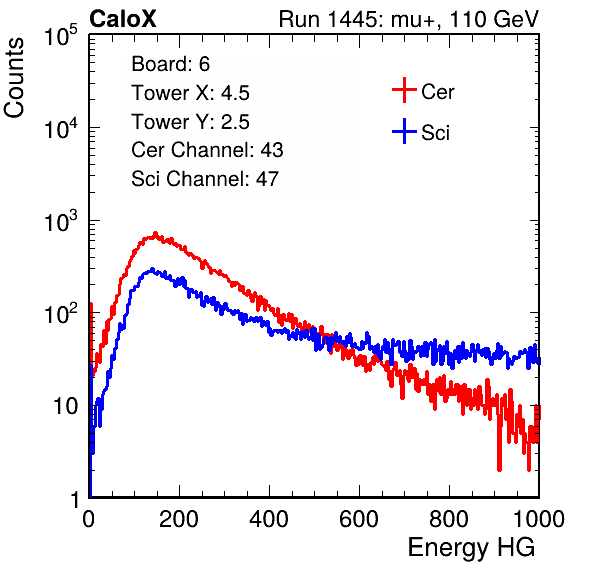 CaloX Run 1445: mu+, 110 GeV
Counts
10^5
10^4
10^3
10^2
10
1
Board: 6
Tower X: 4.5
Tower Y: 2.5
Cer Channel: 43
Sci Channel: 47
Cer
Sci
0 200 400 600 800 1000
Energy HG